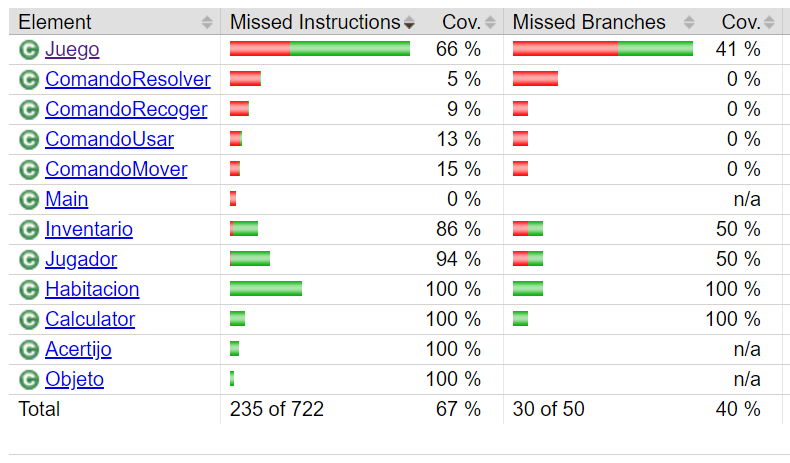 Element Missed Instructions Cov. Missed Branches Cov.
C Juego 66 % 41 %
C ComandoResolver 5 % 0 %
C ComandoRecoger 9 % 0 %
C ComandoUsar 13 % 0 %
C ComandoMover 15 % 0 %
C Main 0 % n/a
C Inventario 86 % 50 %
C Jugador 94 % 50 %
C Habitacion 100 % 100 %
C Calculator 100 % 100 %
C Acertijo 100 % n/a
C Objeto 100 % n/a
Total 235 of 722 67 % 30 of 50 40 %